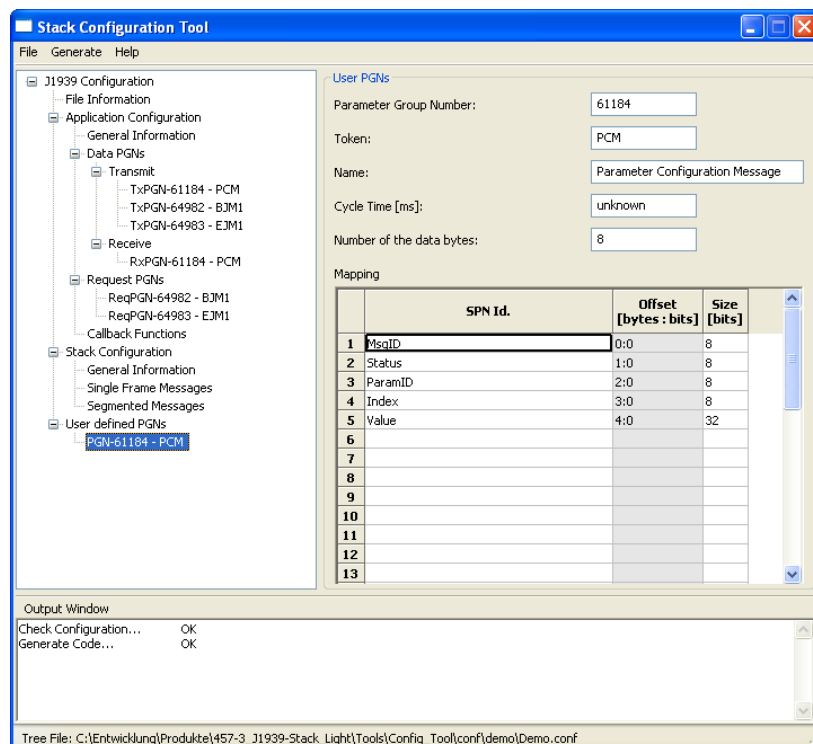 Stack Configuration Tool
File Generate Help
J1939 Configuration
File Information
Application Configuration
General Information
Data PGNs
Transmit
TxPGN-61184 - PCM
TxPGN-64982 - BJM1
TxPGN-64983 - EJM1
Receive
RxPGN-61184 - PCM
Request PGNs
ReqPGN-64982 - BJM1
ReqPGN-64983 - EJM1
Callback Functions
Stack Configuration
General Information
Single Frame Messages
Segmented Messages
User defined PGNs
PGN-61184 - PCM
User PGNs
Parameter Group Number: 61184
Token: PCM
Name: Parameter Configuration Message
Cycle Time [ms]: unknown
Number of the data bytes: 8
Mapping
SPN Id. Offset [bytes : bits] Size [bits]
1 MsgID 0:0 8
2 Status 1:0 8
3 ParamID 2:0 8
4 Index 3:0 8
5 Value 4:0 32
6
7
8
9
10
11
12
13
Output Window
Check Configuration... OK
Generate Code... OK
Tree File: C:\Entwicklung\Produkte\457-3_J1939-Stack_Light\Tools\Config_Tool\conf\demo\Demo.conf